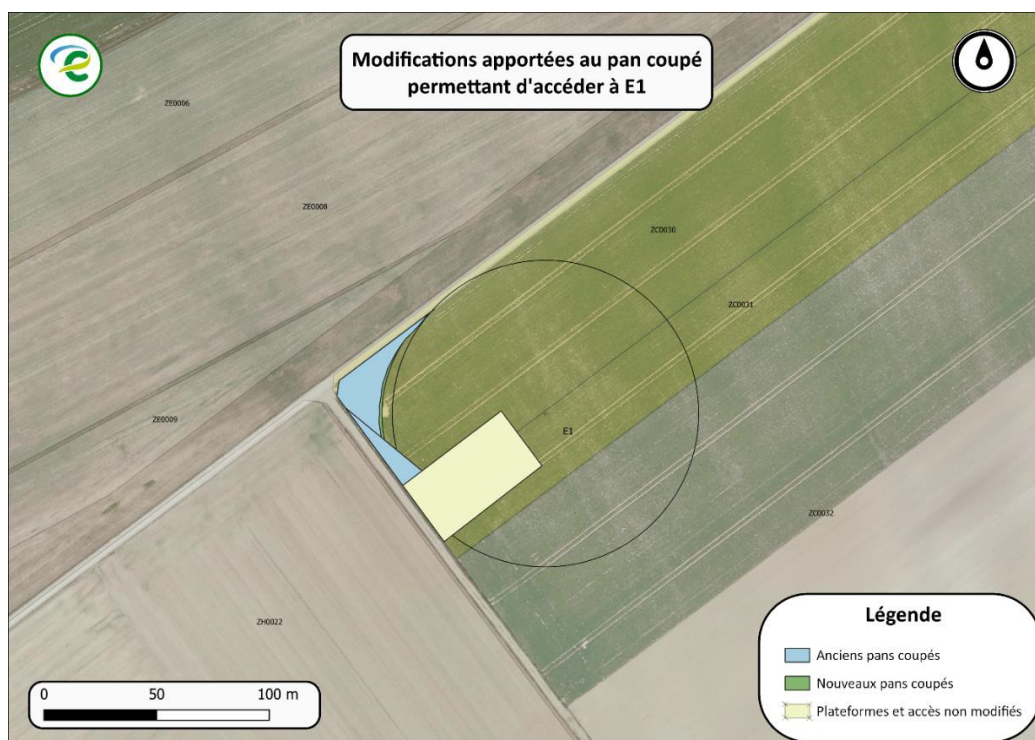 Modifications apportées au pan coupé
permettant d'accéder à E1
ZE0006
ZE0008
ZC0030
ZC0031
ZE0009
E1
ZC0032
ZH0022
Légende
Anciens pans coupés
Nouveaux pans coupés
Plateformes et accès non modifiés
0 50 100 m